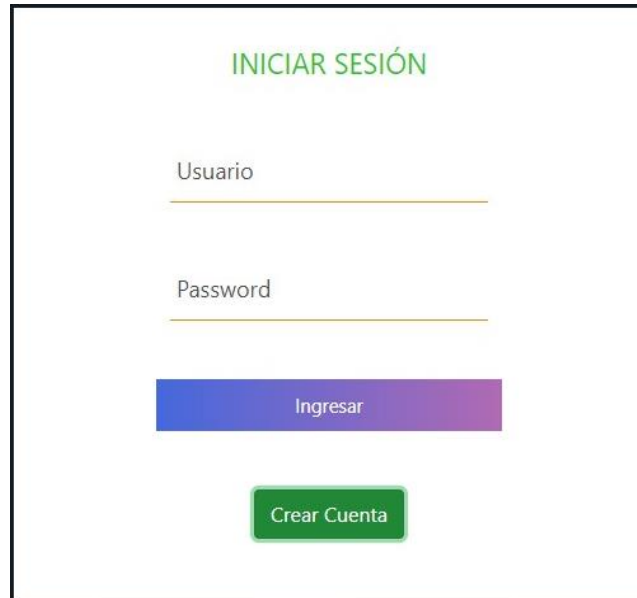 INICIAR SESIÓN
Usuario
Password
Ingresar
Crear Cuenta